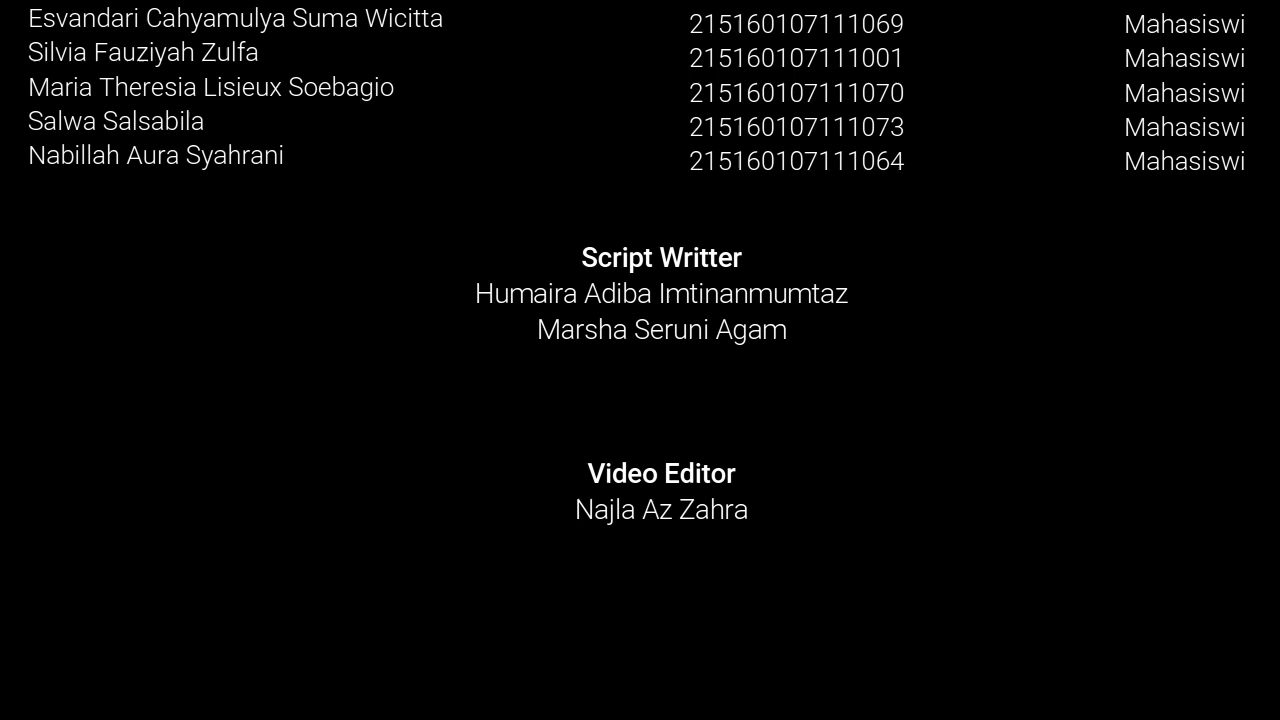 Esvandari Cahyamulya Suma Wicitta 215160107111069 Mahasiswi
Silvia Fauziyah Zulfa 215160107111001 Mahasiswi
Maria Theresia Lisieux Soebagio 215160107111070 Mahasiswi
Salwa Salsabila 215160107111073 Mahasiswi
Nabillah Aura Syahrani 215160107111064 Mahasiswi
Script Writter
Humaira Adiba Imtinanmumtaz
Marsha Seruni Agam
Video Editor
Najla Az Zahra